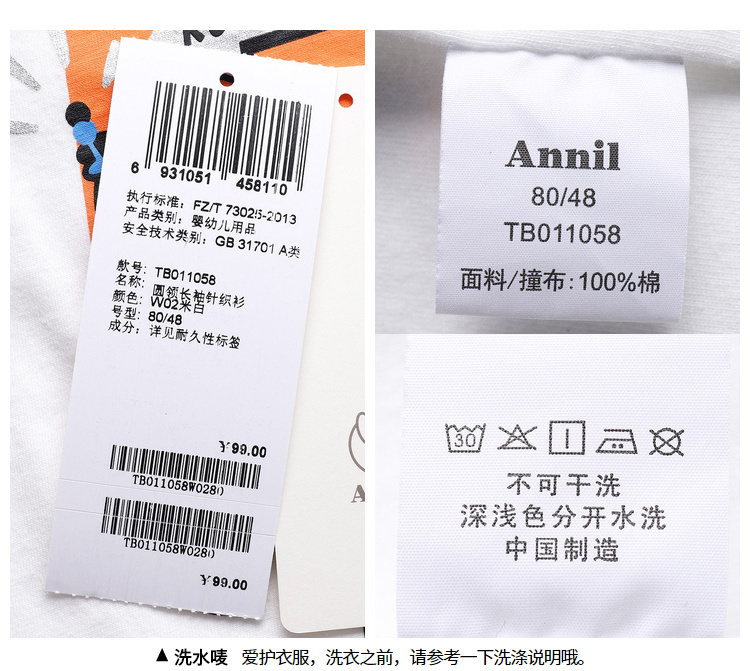 6 931051 458110
执行标准: FZ/T 73025-2013
产品类别: 婴幼儿用品
安全技术类别: GB 31701 A类
款号: TB011058
名称: 圆领长袖针织衫
颜色: W02米白
号型: 80/48
成分: 详见耐久性标签
￥99.00
TB011058W0280
TB011058W0280
￥99.00
A
Annil
80/48
TB011058
面料/撞布:100%棉
30
不可干洗
深浅色分开水洗
中国制造
▲ 洗水唛 爱护衣服，洗衣之前，请参考一下洗涤说明哦。